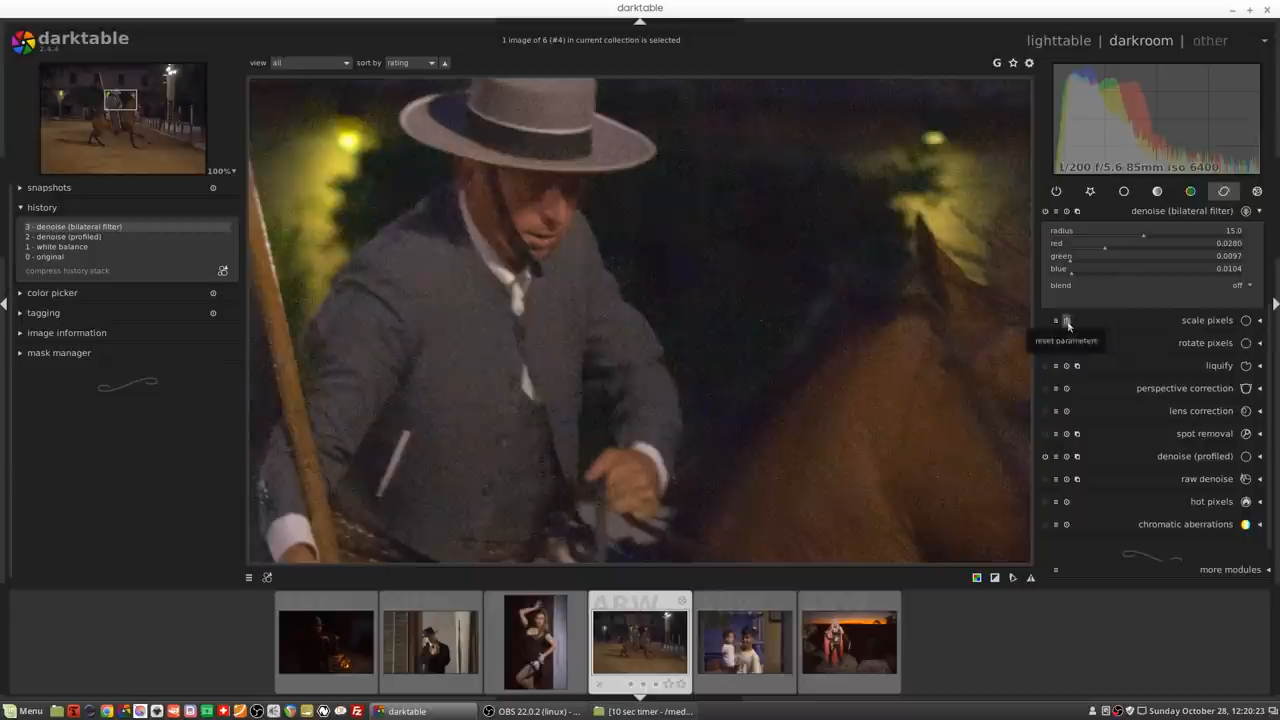 darktable
darktable
2.4.4
1 image of 6 (#4) in current collection is selected
lighttable | darkroom | other
view all sort by rating
G
100%
1/200 f/5.6 85mm iso 6400
snapshots
history
3 - denoise (bilateral filter)
2 - denoise (profiled)
1 - white balance
0 - original
compress history stack
color picker
tagging
image information
mask manager
denoise (bilateral filter)
radius 15.0
red 0.0280
green 0.0097
blue 0.0104
blend off
scale pixels
reset parameters
rotate pixels
liquify
perspective correction
lens correction
spot removal
denoise (profiled)
raw denoise
hot pixels
chromatic aberrations
more modules
ARW
Menu
darktable
OBS 22.0.2 (linux) - ...
[10 sec timer - /med...
Sunday October 28, 12:20:23